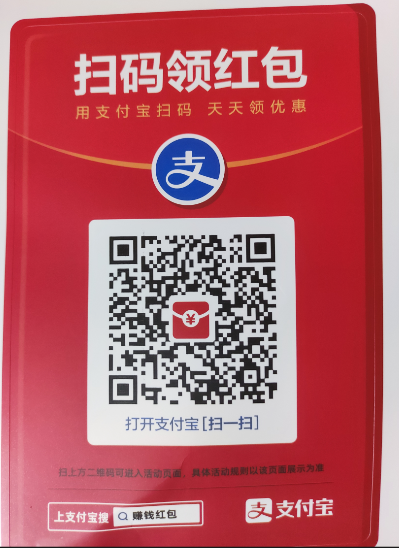 扫码领红包
用支付宝扫码 天天领优惠
支
¥
打开支付宝[扫一扫]
扫上方二维码可进入活动页面，具体活动规则以该页面展示为准
上支付宝搜 赚钱红包
支 支付宝